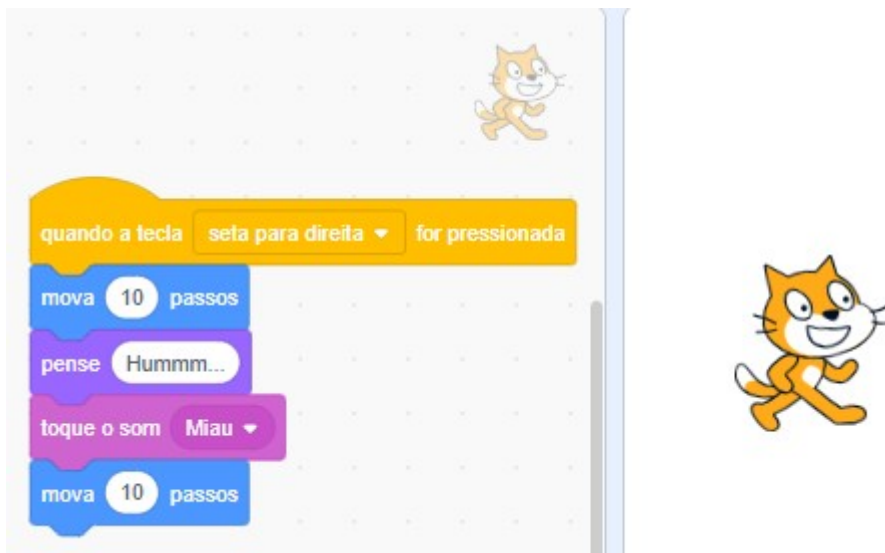 quando a tecla seta para direita for pressionada
mova 10 passos
pense Hummm...
toque o som Miau
mova 10 passos